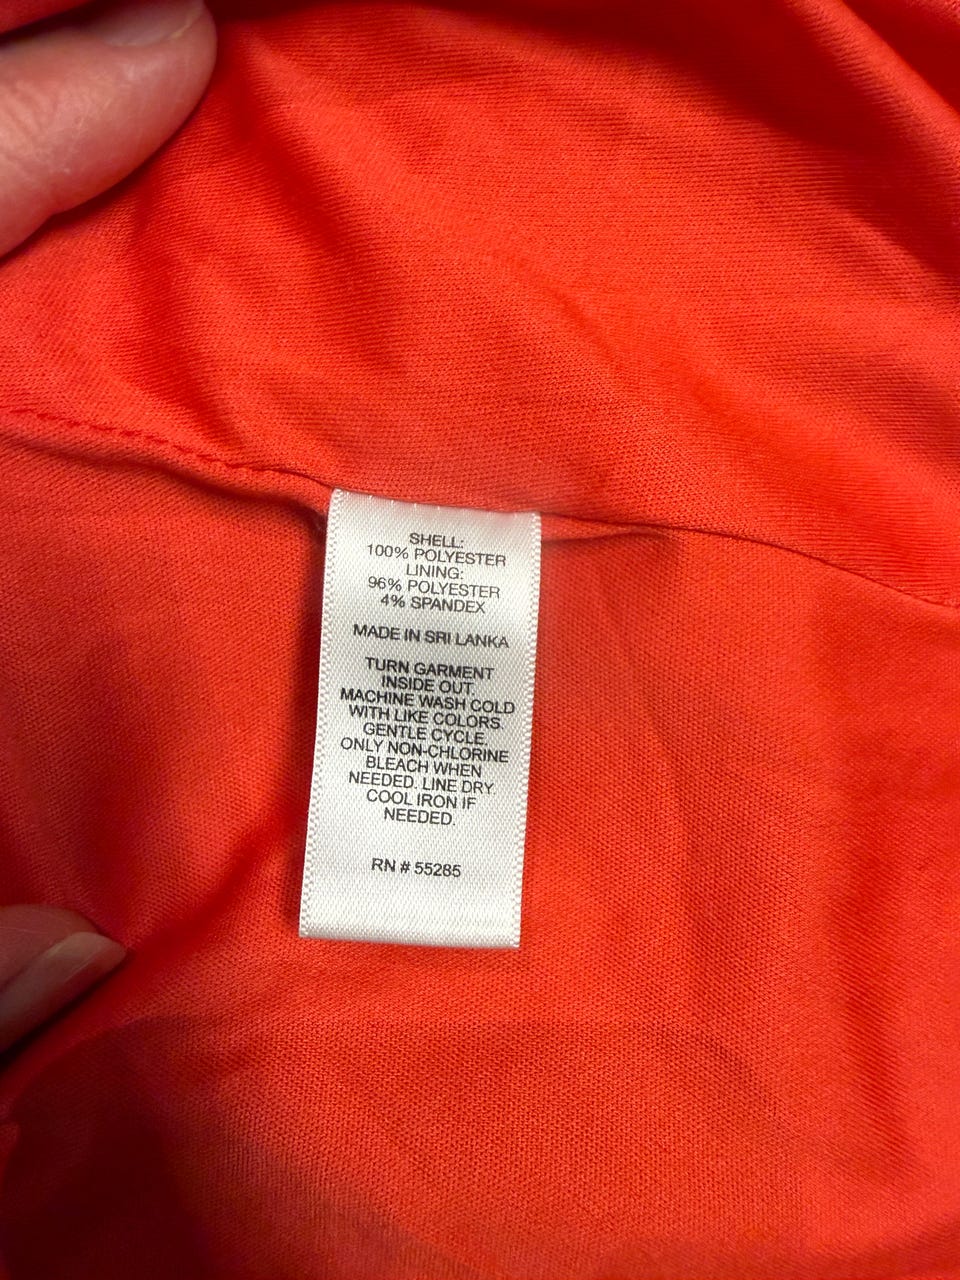 SHELL:
100% POLYESTER
LINING:
96% POLYESTER
4% SPANDEX
MADE IN SRI LANKA
TURN GARMENT
INSIDE OUT.
MACHINE WASH COLD
WITH LIKE COLORS.
GENTLE CYCLE.
ONLY NON-CHLORINE
BLEACH WHEN
NEEDED. LINE DRY.
COOL IRON IF
NEEDED.
RN # 55285